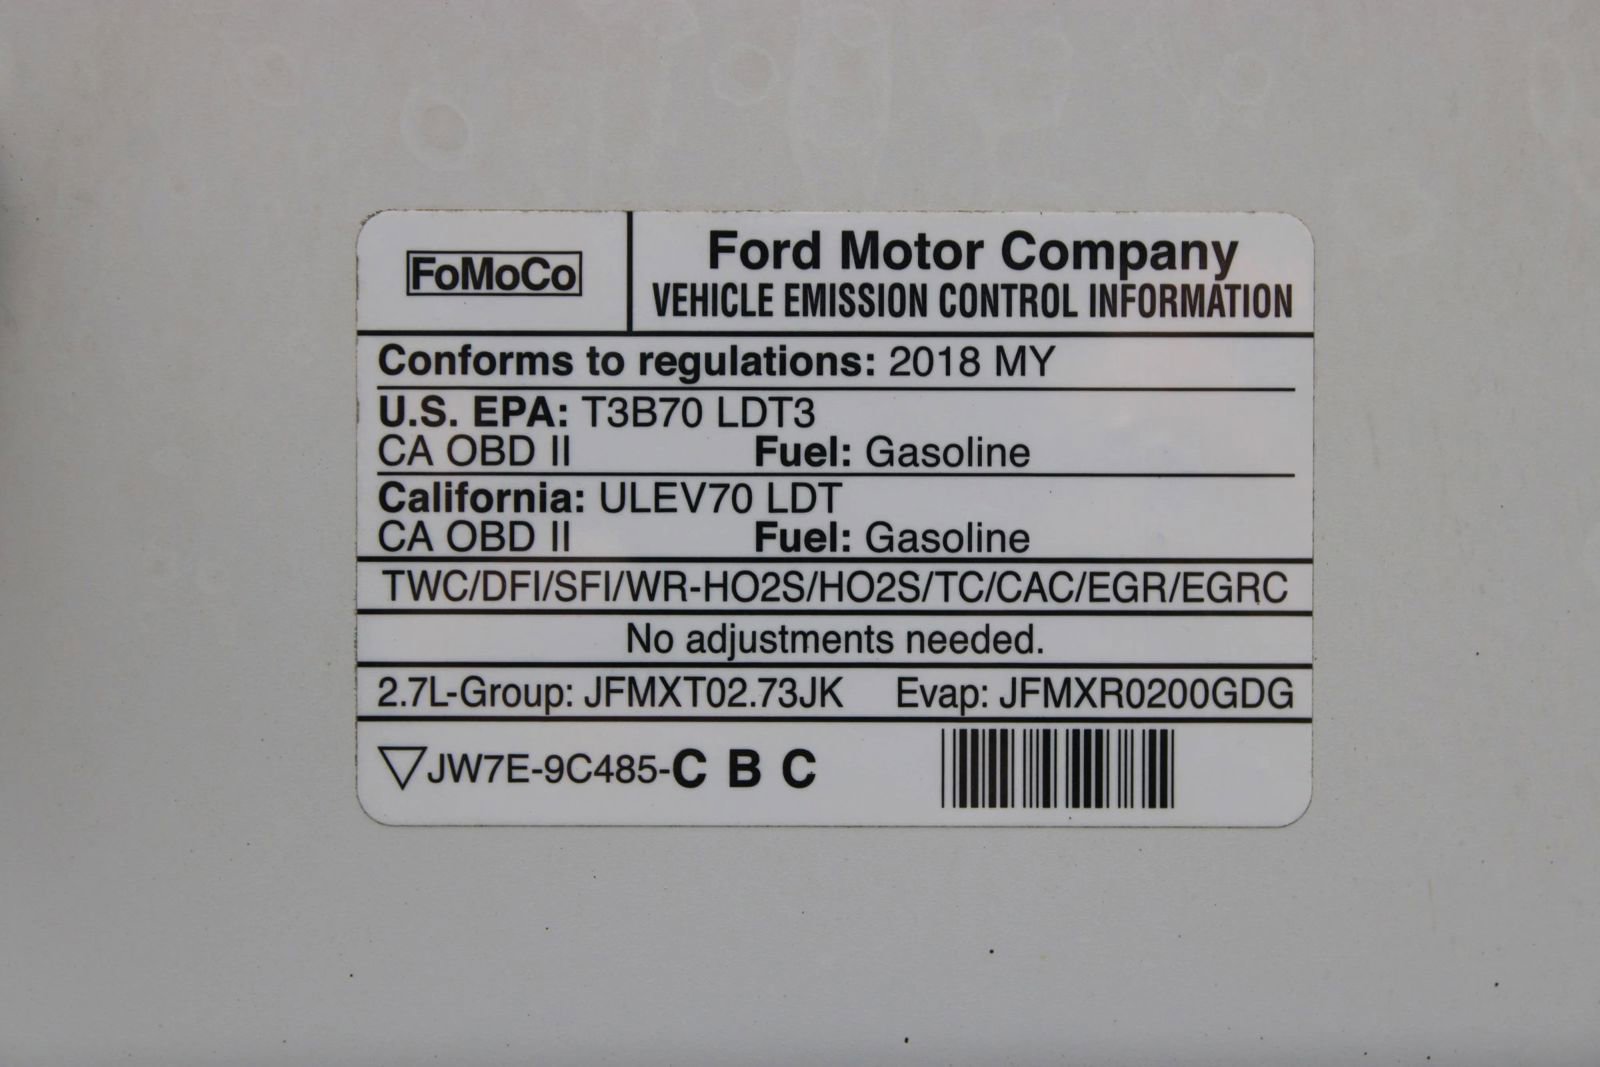 FoMoCo
Ford Motor Company
VEHICLE EMISSION CONTROL INFORMATION
Conforms to regulations: 2018 MY
U.S. EPA: T3B70 LDT3
CA OBD II Fuel: Gasoline
California: ULEV70 LDT
CA OBD II Fuel: Gasoline
TWC/DFI/SFI/WR-HO2S/HO2S/TC/CAC/EGR/EGRC
No adjustments needed.
2.7L-Group: JFMXT02.73JK Evap: JFMXR0200GDG
JW7E-9C485-C B C